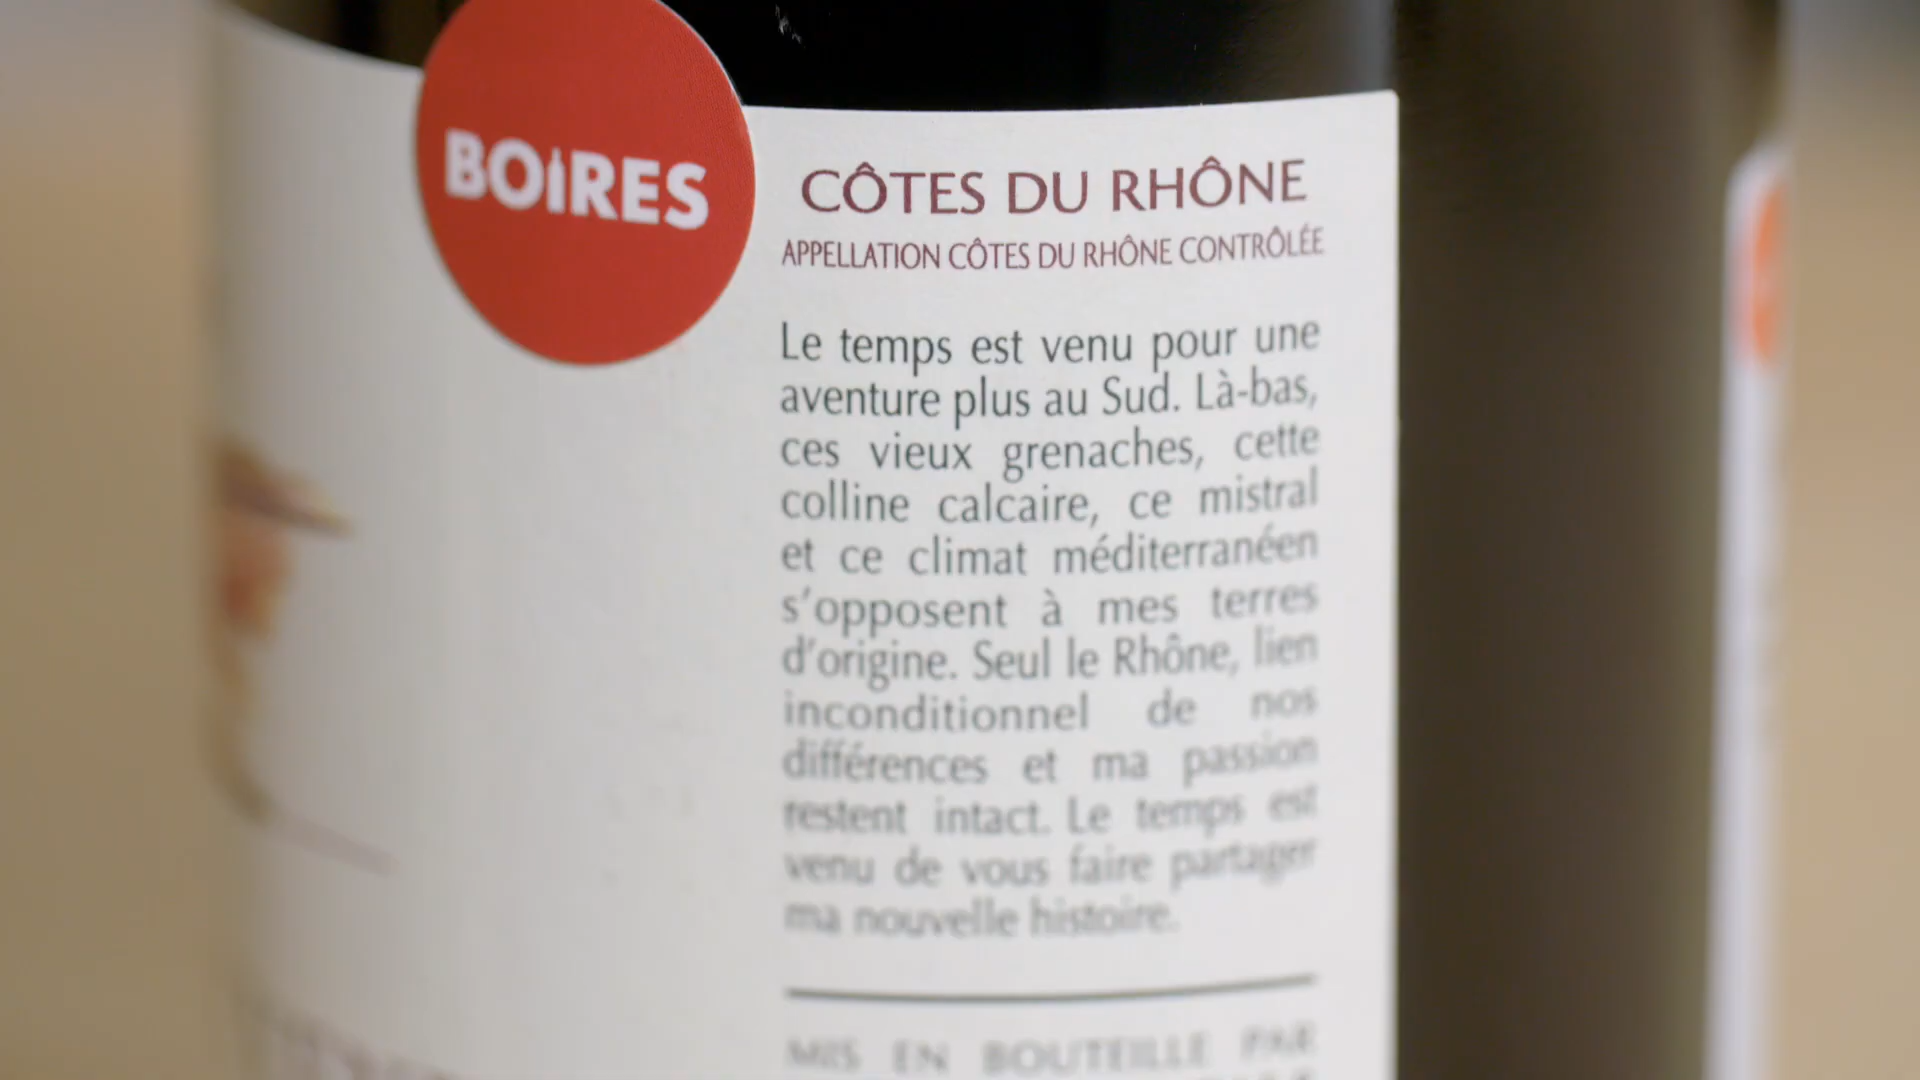 BOIRES
CÔTES DU RHÔNE
APPELLATION CÔTES DU RHÔNE CONTRÔLÉE
Le temps est venu pour une
aventure plus au Sud. Là-bas,
ces vieux grenaches, cette
colline calcaire, ce mistral
et ce climat méditerranéen
s'opposent à mes terres
d'origine. Seul le Rhône, lien
inconditionnel de nos
différences et ma passion
restent intact. Le temps est
venu de vous faire partager
ma nouvelle histoire.
MIS EN BOUTEILLE PAR